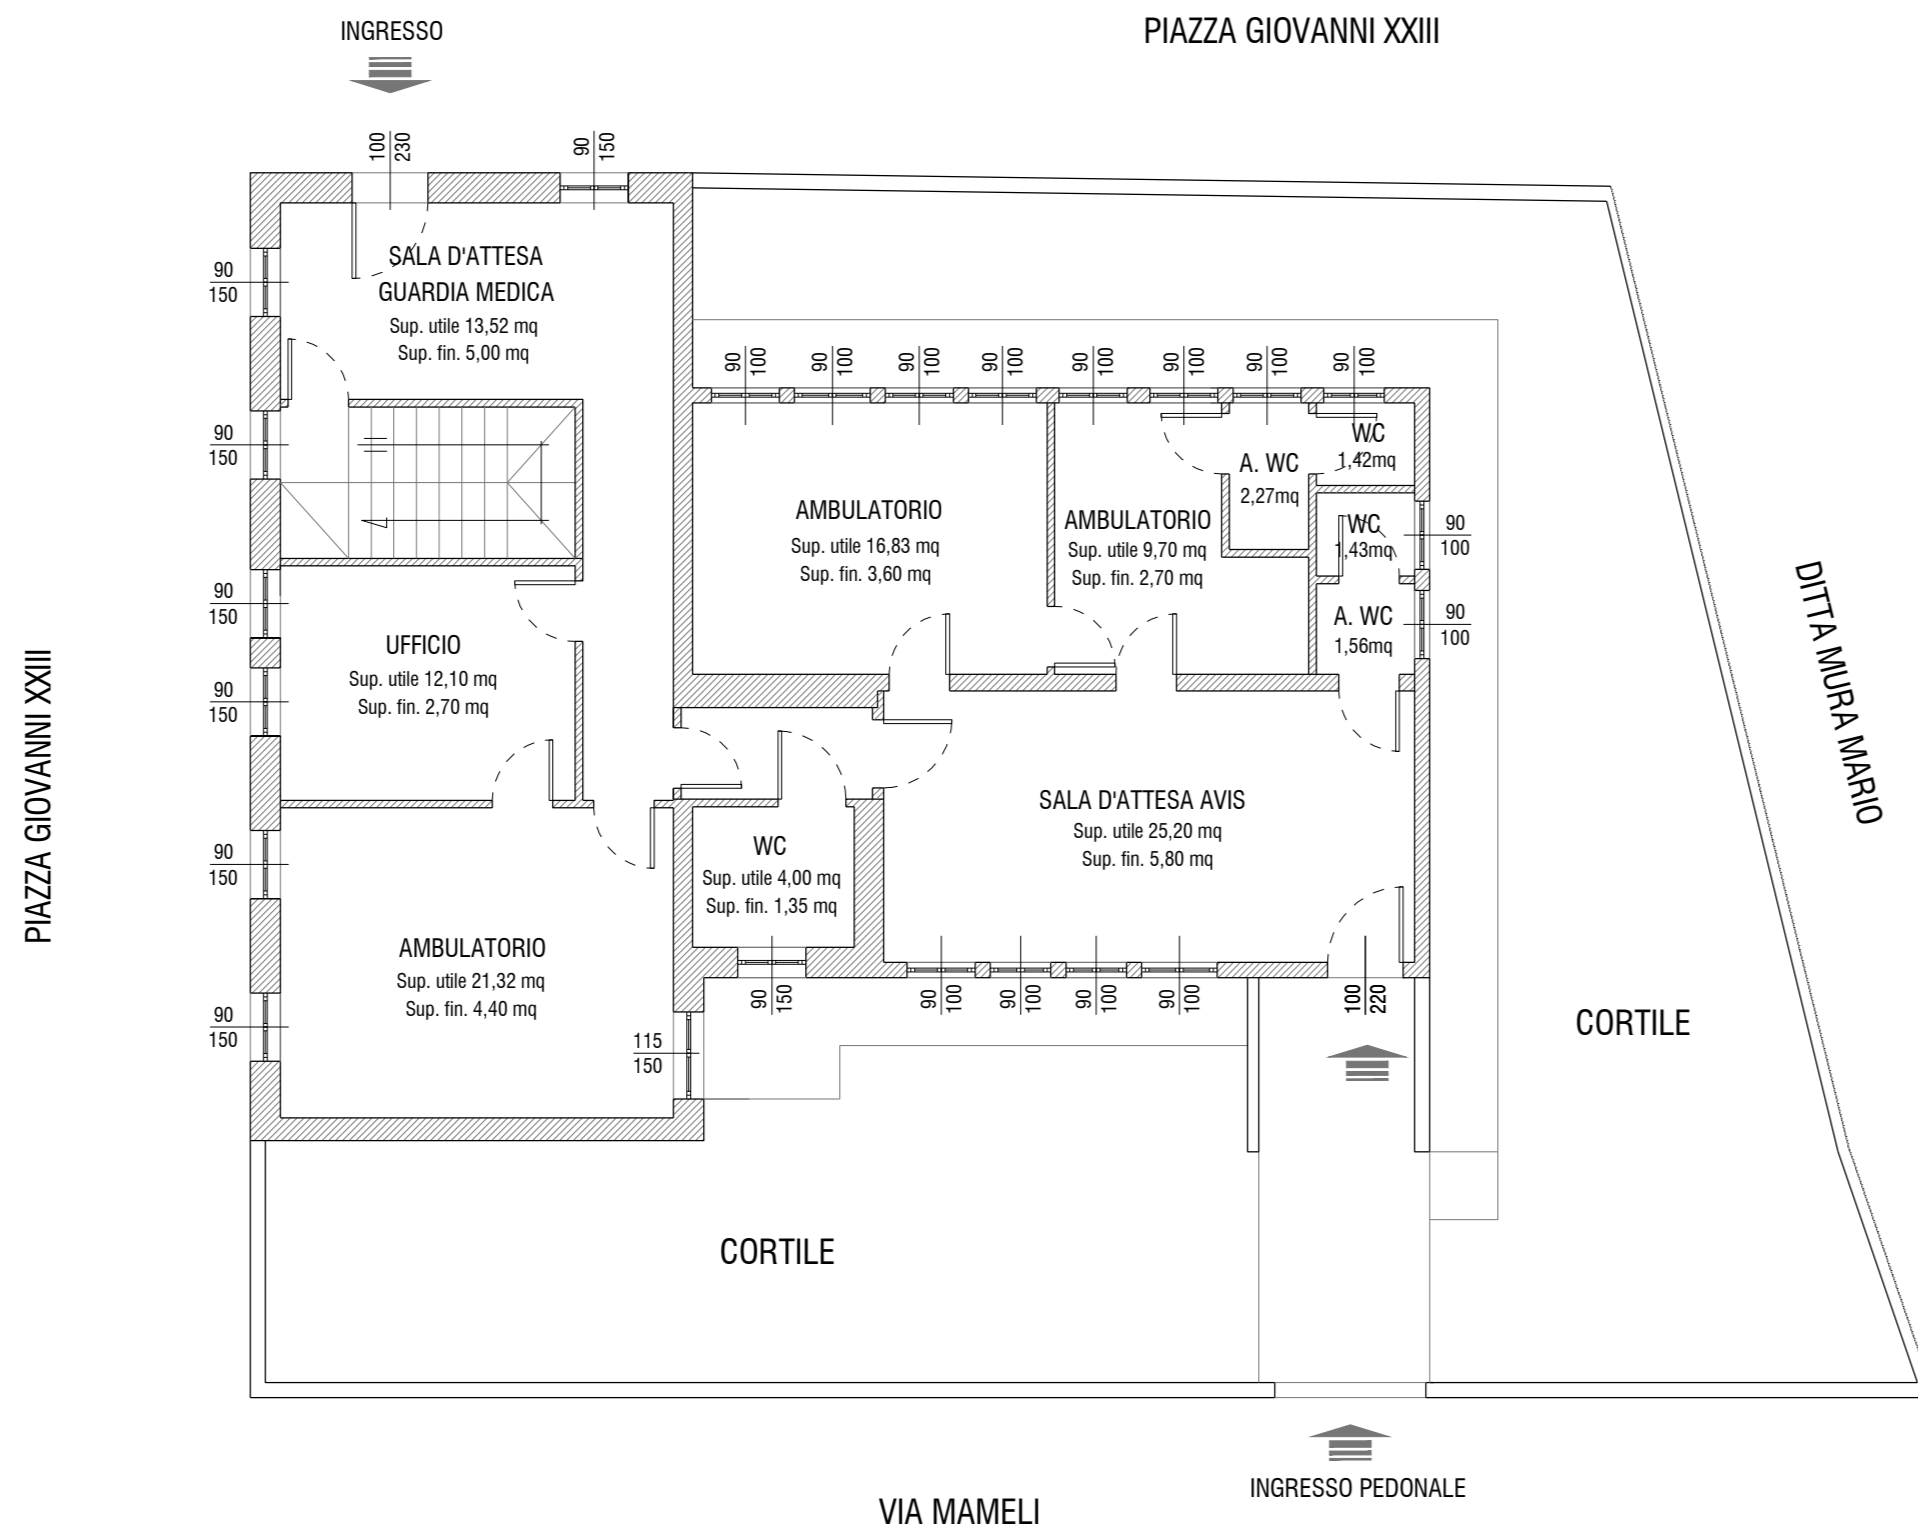 INGRESSO
PIAZZA GIOVANNI XXIII
100
230
90
150
SALA D'ATTESA
GUARDIA MEDICA
Sup. utile 13,52 mq
Sup. fin. 5,00 mq
90
150
90
150
90
150
90
150
90
150
90
150
PIAZZA GIOVANNI XXIII
UFFICIO
Sup. utile 12,10 mq
Sup. fin. 2,70 mq
AMBULATORIO
Sup. utile 21,32 mq
Sup. fin. 4,40 mq
115
150
90
100
90
100
90
100
90
100
90
100
90
100
90
100
90
100
AMBULATORIO
Sup. utile 16,83 mq
Sup. fin. 3,60 mq
AMBULATORIO
Sup. utile 9,70 mq
Sup. fin. 2,70 mq
A. WC
2,27mq
WC
1,42mq
WC
1,43mq
90
100
A. WC
1,56mq
90
100
WC
Sup. utile 4,00 mq
Sup. fin. 1,35 mq
90
150
SALA D'ATTESA AVIS
Sup. utile 25,20 mq
Sup. fin. 5,80 mq
90
100
90
100
90
100
90
100
100
220
DITTA MURA MARIO
CORTILE
CORTILE
INGRESSO PEDONALE
VIA MAMELI